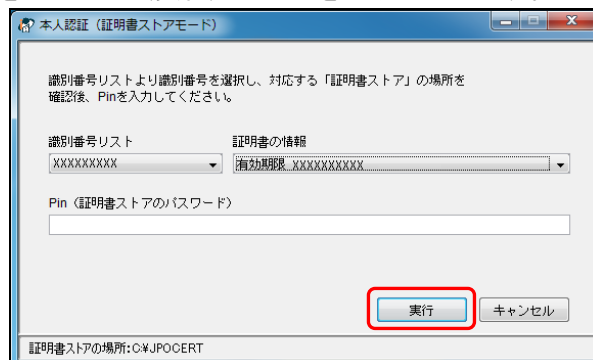 本人認証（証明書ストアモード）
識別番号リストより識別番号を選択し、対応する「証明書ストア」の場所を
確認後、Pinを入力してください。
識別番号リスト 証明書の情報
XXXXXXXXX 有効期限 XXXXXXXXXX
Pin（証明書ストアのパスワード）
実行 キャンセル
証明書ストアの場所:C¥JPOCERT